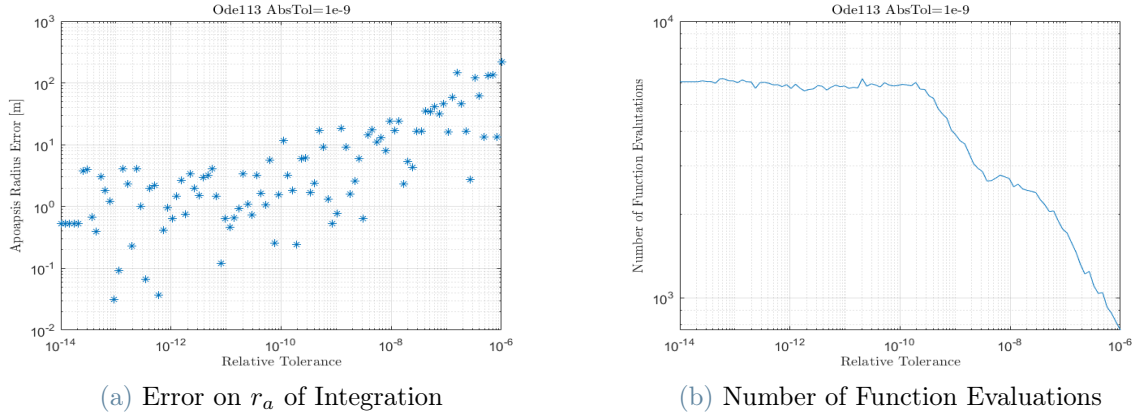 Ode113 AbsTol=1e-9
10^3
10^2
10^1
10^0
10^-1
10^-2
Apoapsis Radius Error [m]
10^-14
10^-12
10^-10
10^-8
10^-6
Relative Tolerance
(a) Error on r_a of Integration
Ode113 AbsTol=1e-9
10^4
10^3
Number of Function Evalutations
10^-14
10^-12
10^-10
10^-8
10^-6
Relative Tolerance
(b) Number of Function Evaluations